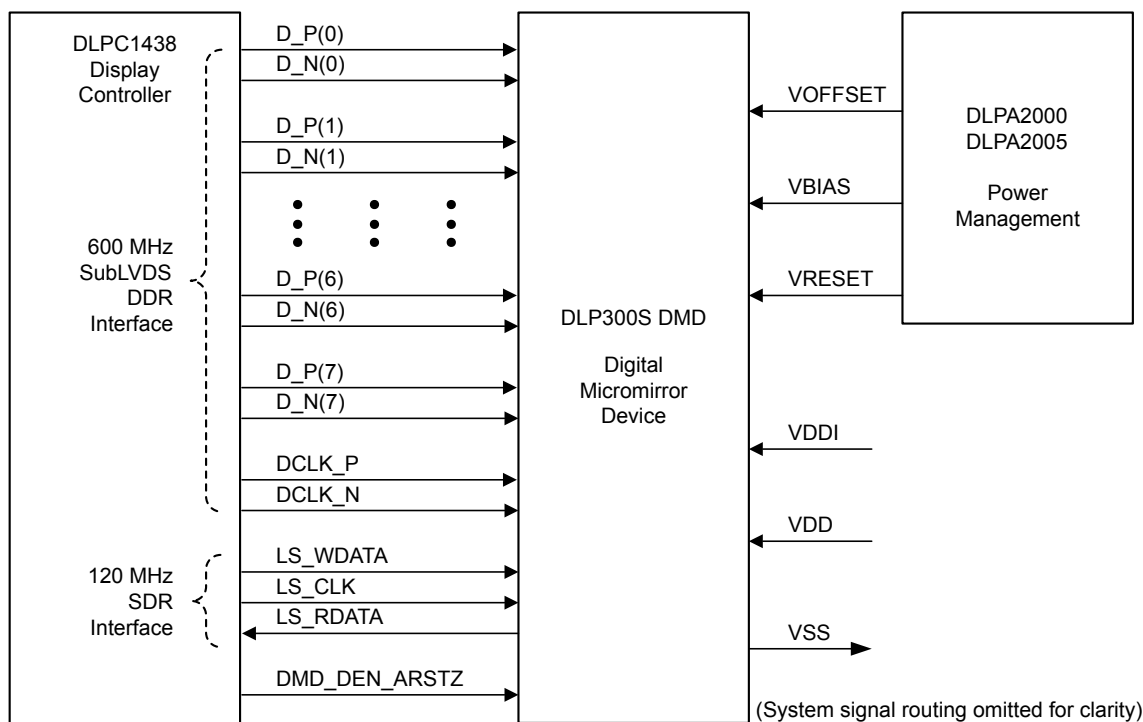 DLPC1438
Display
Controller
600 MHz
SubLVDS
DDR
Interface
120 MHz
SDR
Interface
D_P(0)
D_N(0)
D_P(1)
D_N(1)
D_P(6)
D_N(6)
D_P(7)
D_N(7)
DCLK_P
DCLK_N
LS_WDATA
LS_CLK
LS_RDATA
DMD_DEN_ARSTZ
DLP300S DMD
Digital
Micromirror
Device
VOFFSET
VBIAS
VRESET
VDDI
VDD
VSS
DLPA2000
DLPA2005
Power
Management
(System signal routing omitted for clarity)